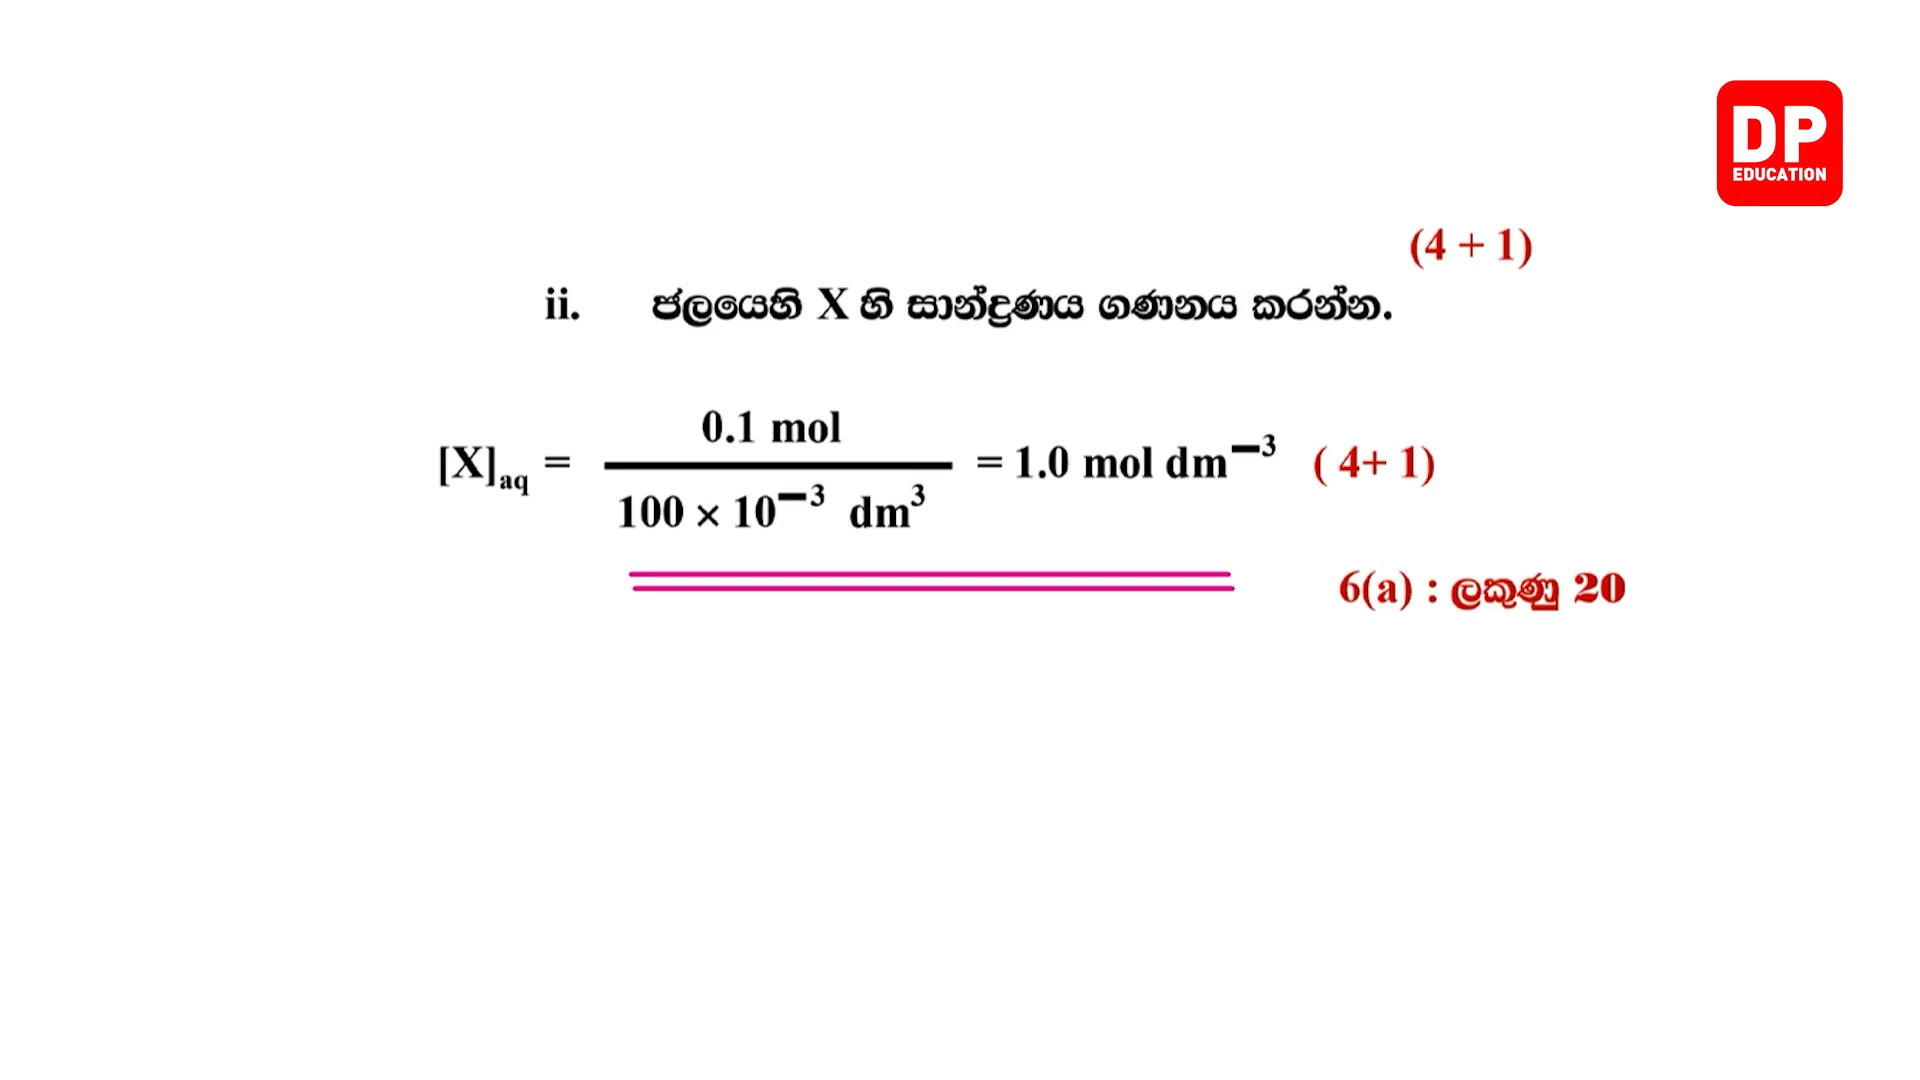 DP
EDUCATION
(4 + 1)
ii. ජලයෙහි X හි සාන්ද්‍රණය ගණනය කරන්න.
[X]aq = 0.1 mol / 100 × 10⁻³ dm³ = 1.0 mol dm⁻³ ( 4+ 1)
6(a) : ලකුණු 20